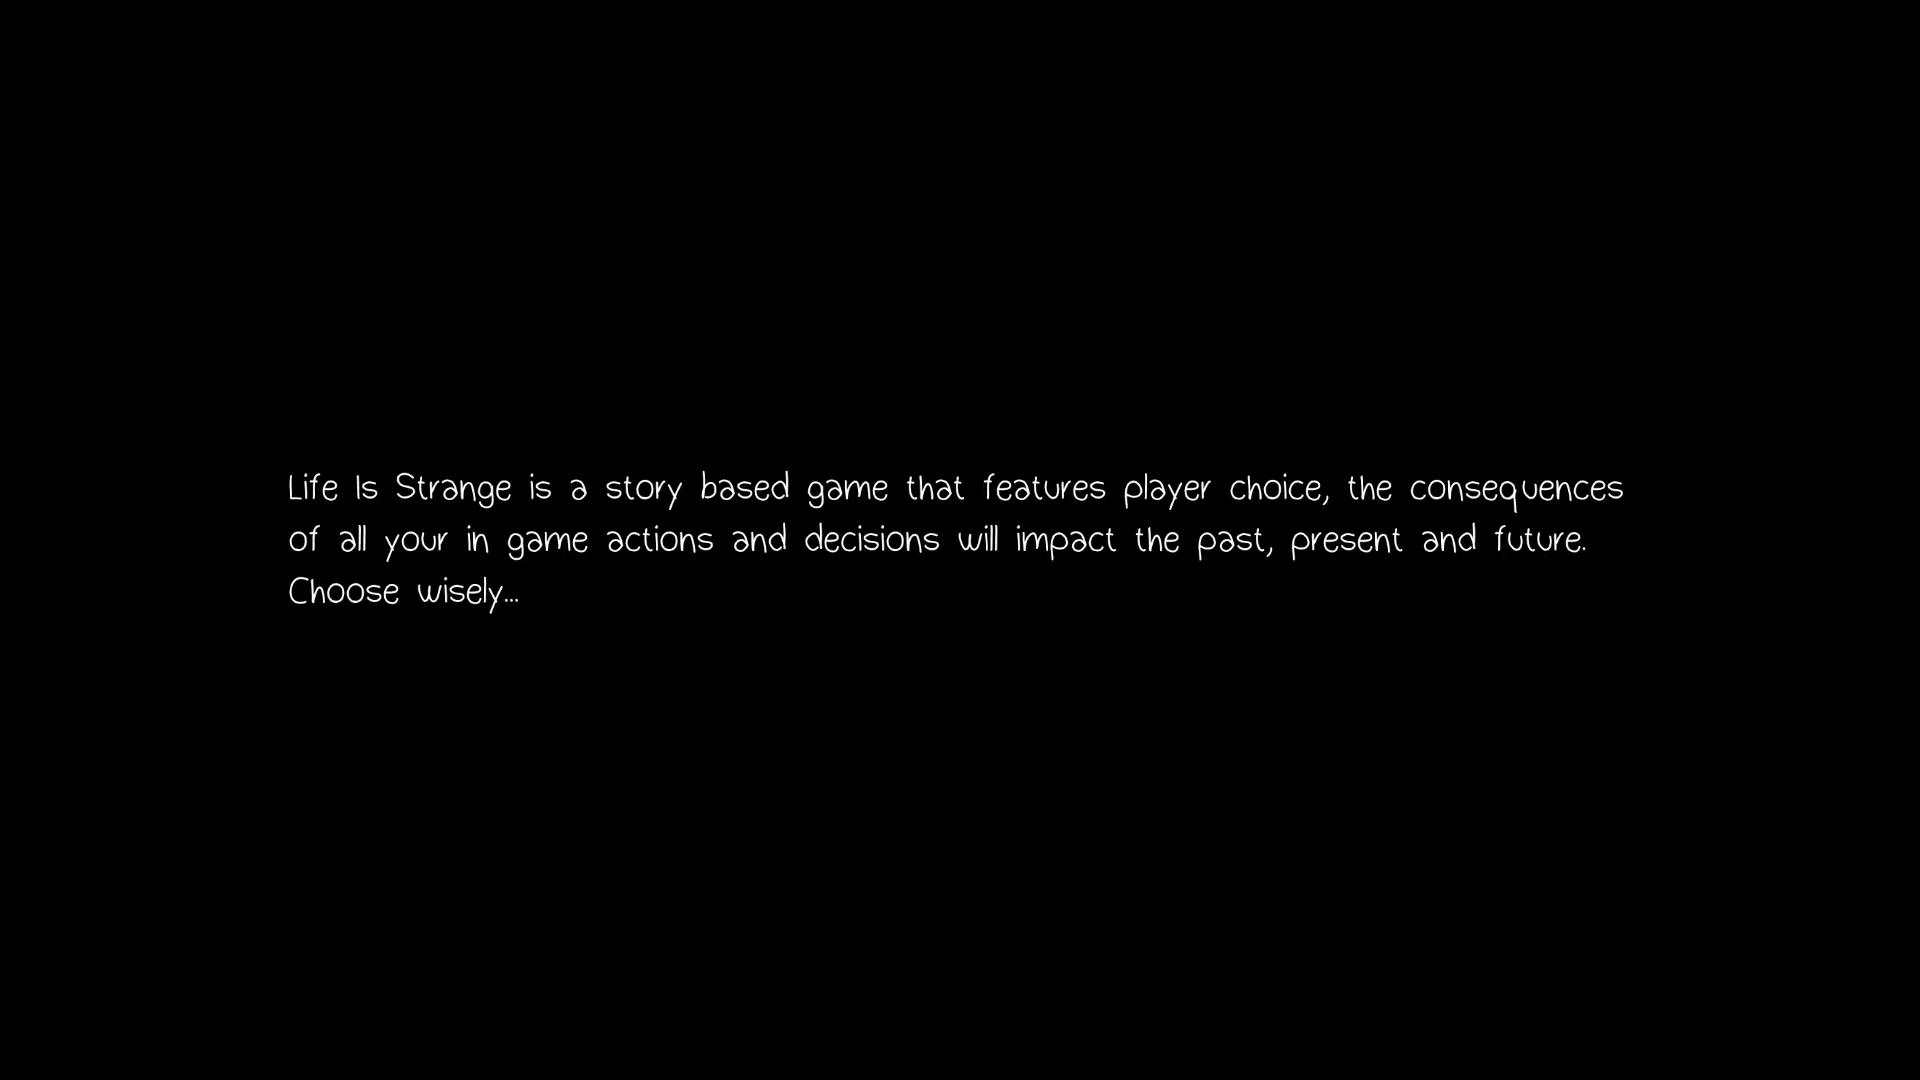 Life Is Strange is a story based game that features player choice, the consequences
of all your in game actions and decisions will impact the past, present and future.
Choose wisely...